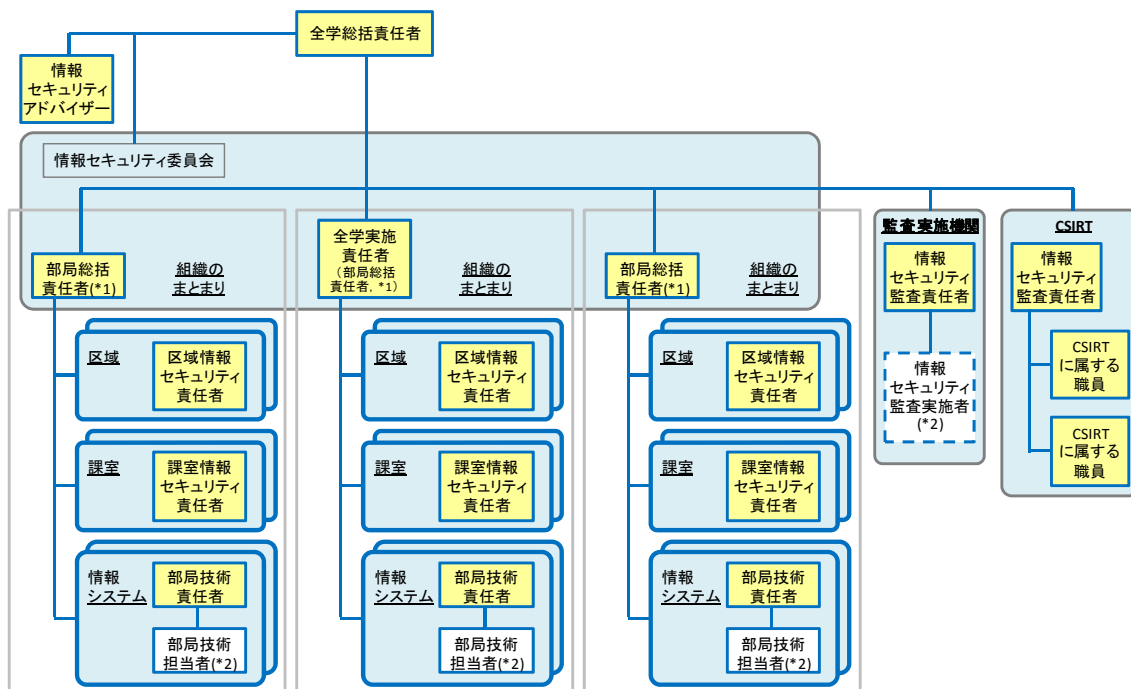 全学総括責任者
情報
セキュリティ
アドバイザー
情報セキュリティ委員会
部局総括
責任者(*1)
組織の
まとまり
全学実施
責任者
(部局総括
責任者, *1)
組織の
まとまり
部局総括
責任者(*1)
組織の
まとまり
監査実施機関
情報
セキュリティ
監査責任者
情報
セキュリティ
監査実施者
(*2)
CSIRT
情報
セキュリティ
監査責任者
CSIRT
に属する
職員
CSIRT
に属する
職員
区域
区域情報
セキュリティ
責任者
区域
区域情報
セキュリティ
責任者
区域
区域情報
セキュリティ
責任者
課室
課室情報
セキュリティ
責任者
課室
課室情報
セキュリティ
責任者
課室
課室情報
セキュリティ
責任者
情報
システム
部局技術
責任者
部局技術
担当者(*2)
情報
システム
部局技術
責任者
部局技術
担当者(*2)
情報
システム
部局技術
責任者
部局技術
担当者(*2)